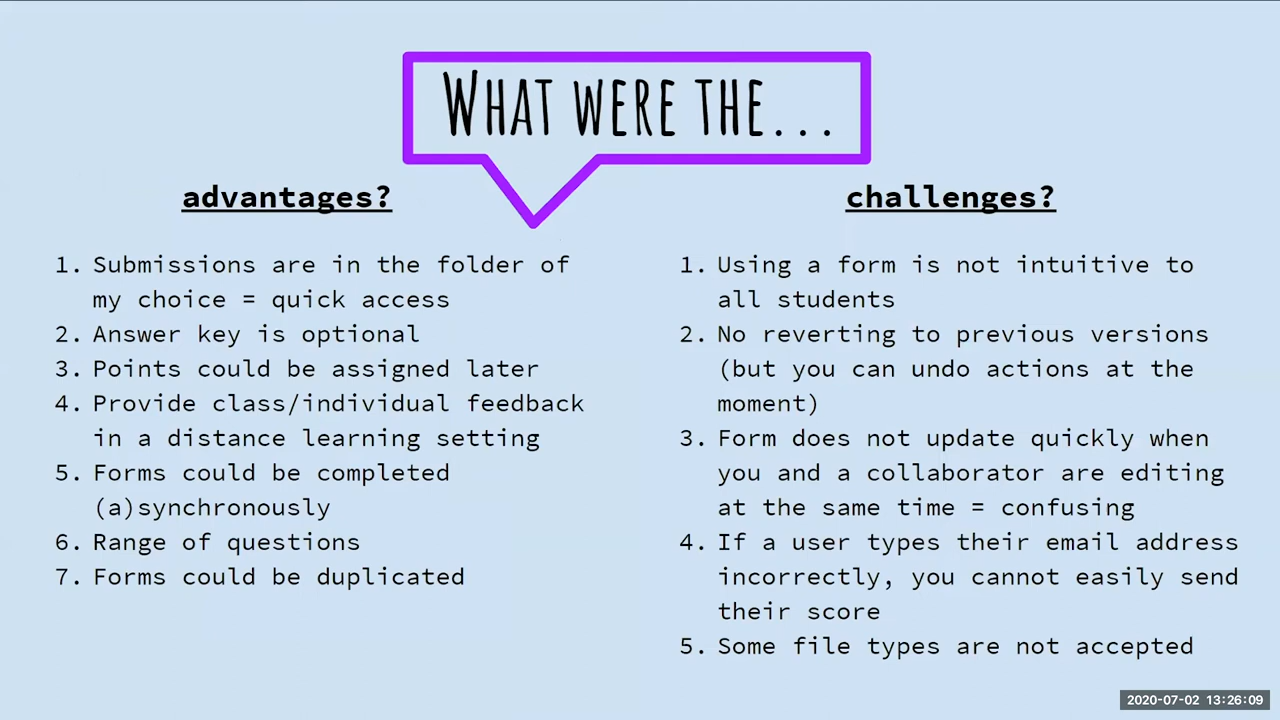 WHAT WERE THE...
advantages?
1. Submissions are in the folder of
my choice = quick access
2. Answer key is optional
3. Points could be assigned later
4. Provide class/individual feedback
in a distance learning setting
5. Forms could be completed
(a)synchronously
6. Range of questions
7. Forms could be duplicated
challenges?
1. Using a form is not intuitive to
all students
2. No reverting to previous versions
(but you can undo actions at the
moment)
3. Form does not update quickly when
you and a collaborator are editing
at the same time = confusing
4. If a user types their email address
incorrectly, you cannot easily send
their score
5. Some file types are not accepted
2020-07-02 13:26:09